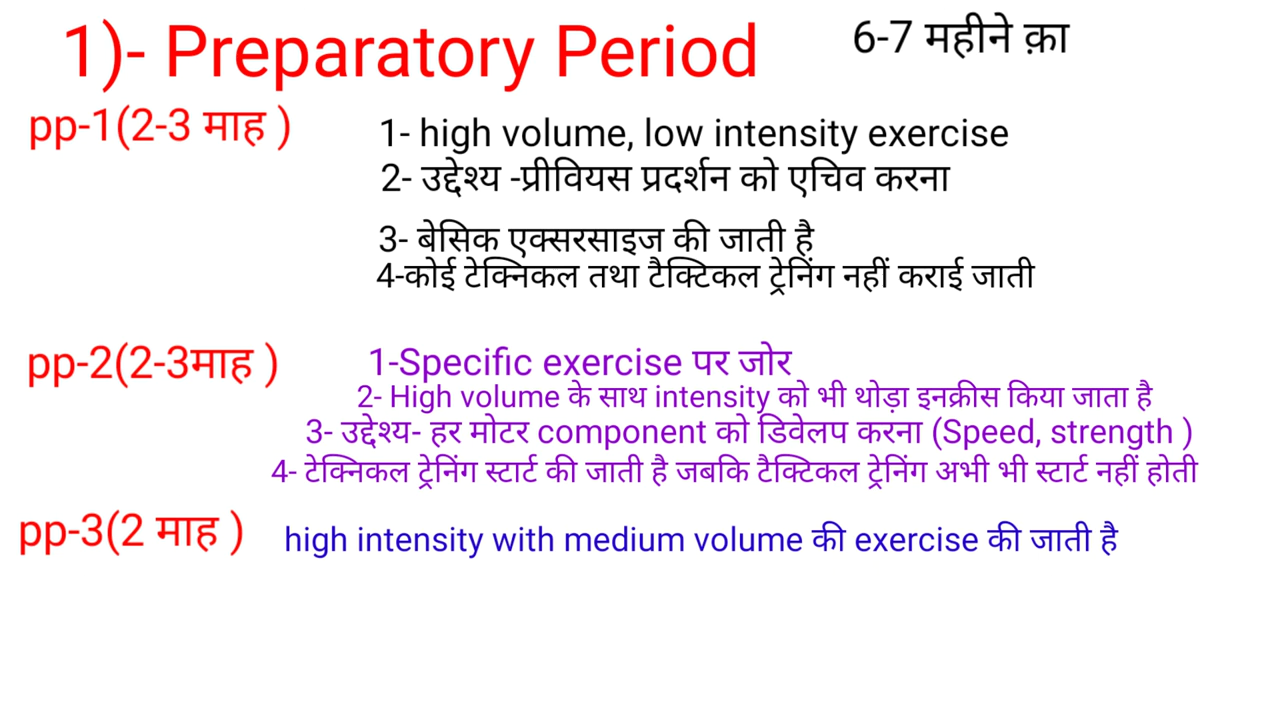 1)- Preparatory Period
6-7 महीने क़ा
pp-1(2-3 माह )
1- high volume, low intensity exercise
2- उद्देश्य -प्रीवियस प्रदर्शन को एचिव करना
3- बेसिक एक्सरसाइज की जाती है
4-कोई टेक्निकल तथा टैक्टिकल ट्रेनिंग नहीं कराई जाती
pp-2(2-3माह )
1-Specific exercise पर जोर
2- High volume के साथ intensity को भी थोड़ा इनक्रीस किया जाता है
3- उद्देश्य- हर मोटर component को डिवेलप करना (Speed, strength )
4- टेक्निकल ट्रेनिंग स्टार्ट की जाती है जबकि टैक्टिकल ट्रेनिंग अभी भी स्टार्ट नहीं होती
pp-3(2 माह )
high intensity with medium volume की exercise की जाती है